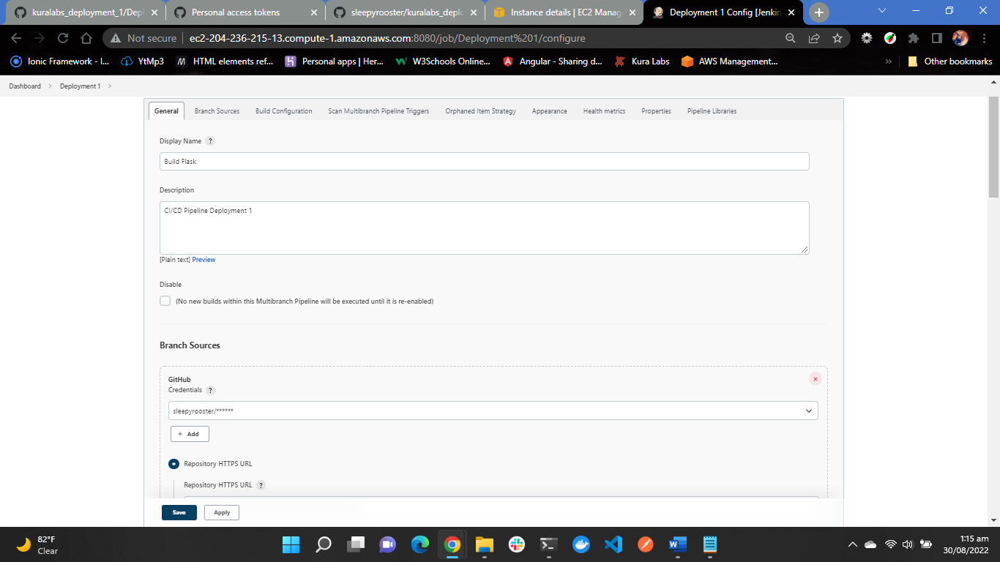 kuralabs_deployment_1/Depl
Personal access tokens
sleepyrooster/kuralabs_deplo
Instance details | EC2 Manag
Deployment 1 Config [Jenkin
Not secure
ec2-204-236-215-13.compute-1.amazonaws.com:8080/job/Deployment%201/configure
Ionic Framework - I...
YtMp3
HTML elements ref...
Personal apps | Her...
W3Schools Online...
Angular - Sharing d...
Kura Labs
AWS Management...
»
Other bookmarks
Dashboard
Deployment 1
General
Branch Sources
Build Configuration
Scan Multibranch Pipeline Triggers
Orphaned Item Strategy
Appearance
Health metrics
Properties
Pipeline Libraries
Display Name ?
Build Flask
Description
CI/CD Pipeline Deployment 1
[Plain text] Preview
Disable
(No new builds within this Multibranch Pipeline will be executed until it is re-enabled)
Branch Sources
GitHub
Credentials ?
sleepyrooster/******
+ Add
Repository HTTPS URL
Repository HTTPS URL ?
Save
Apply
82°F
Clear
1:15 am
30/08/2022